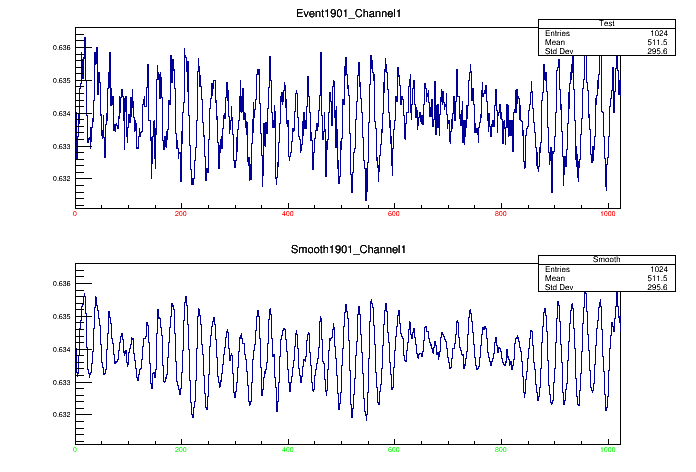 Event1901_Channel1
Test
Entries 1024
Mean 511.5
Std Dev 295.6
0.636
0.635
0.634
0.633
0.632
0 200 400 600 800 1000
Smooth1901_Channel1
Smooth
Entries 1024
Mean 511.5
Std Dev 295.6
0.636
0.635
0.634
0.633
0.632
0 200 400 600 800 1000